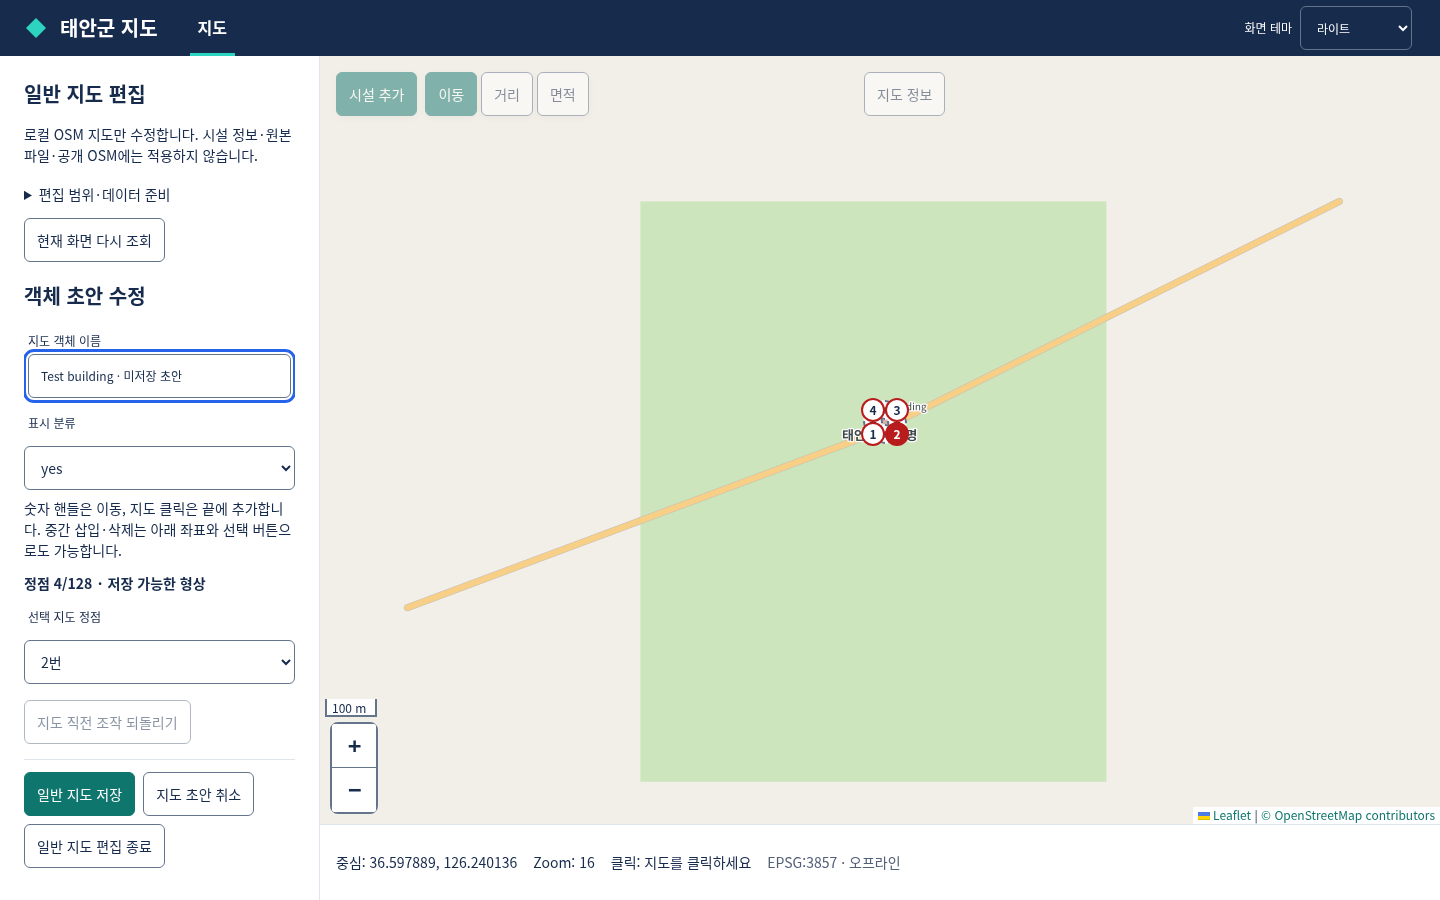 태안군 지도
지도
화면 테마
라이트
일반 지도 편집
로컬 OSM 지도만 수정합니다. 시설 정보·원본
파일·공개 OSM에는 적용하지 않습니다.
▶ 편집 범위·데이터 준비
현재 화면 다시 조회
객체 초안 수정
지도 객체 이름
Test building · 미저장 초안
표시 분류
yes
숫자 핸들은 이동, 지도 클릭은 끝에 추가합니
다. 중간 삽입·삭제는 아래 좌표와 선택 버튼으
로도 가능합니다.
정점 4/128 · 저장 가능한 형상
선택 지도 정점
2번
지도 직전 조작 되돌리기
일반 지도 저장
지도 초안 취소
일반 지도 편집 종료
시설 추가
이동
거리
면적
지도 정보
4
3
1
2
100 m
+
−
Leaflet | © OpenStreetMap contributors
중심: 36.597889, 126.240136
Zoom: 16
클릭: 지도를 클릭하세요
EPSG:3857 · 오프라인